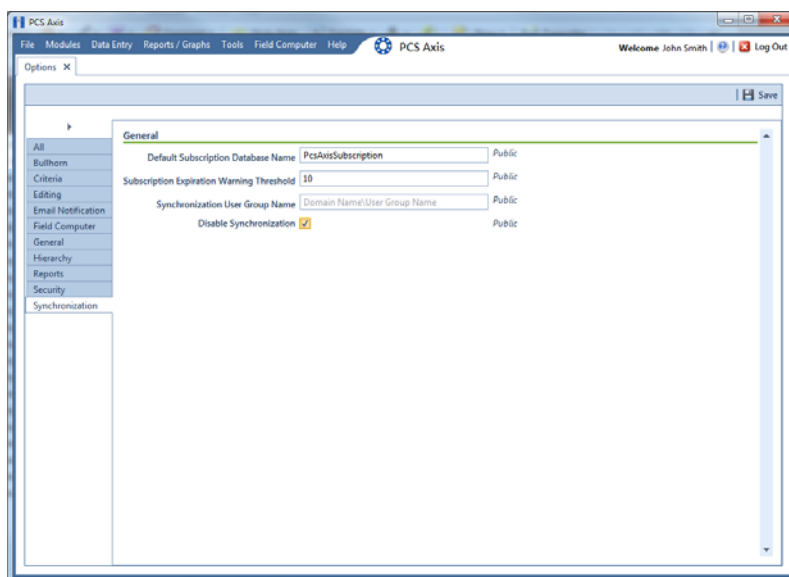 PCS Axis
File Modules Data Entry Reports / Graphs Tools Field Computer Help PCS Axis Welcome John Smith Log Out
Options
Save
All
Bullhorn
Criteria
Editing
Email Notification
Field Computer
General
Hierarchy
Reports
Security
Synchronization
General
Default Subscription Database Name PcsAxisSubscription Public
Subscription Expiration Warning Threshold 10 Public
Synchronization User Group Name Domain Name\User Group Name Public
Disable Synchronization Public